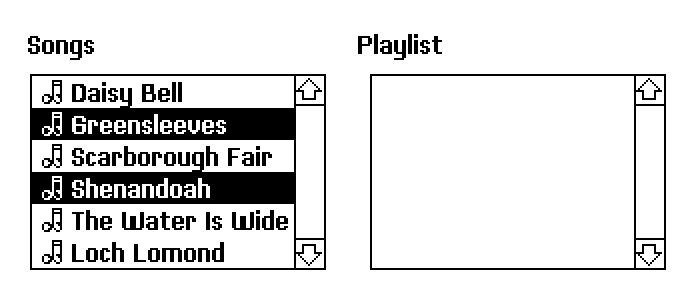 Songs
Playlist
Daisy Bell
Greensleeves
Scarborough Fair
Shenandoah
The Water Is Wide
Loch Lomond